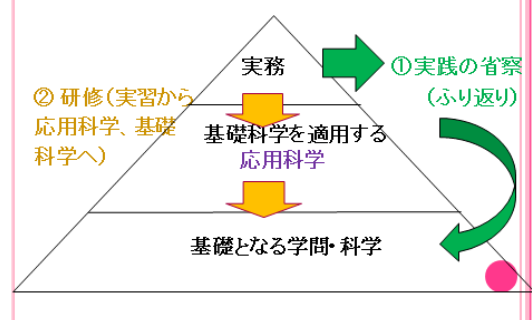 実務
①実践の省察
(ふり返り)
② 研修(実習から
応用科学、基礎
科学へ)
基礎科学を適用する
応用科学
基礎となる学問・科学